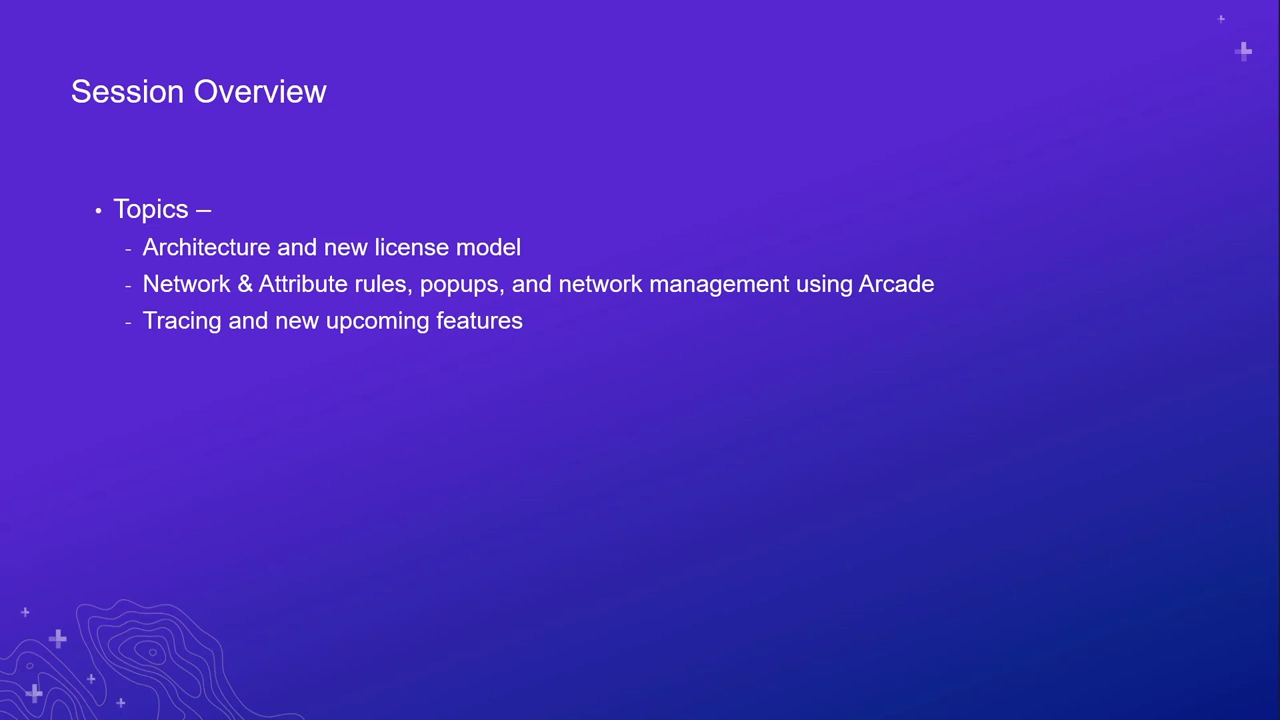 Session Overview
• Topics –
- Architecture and new license model
- Network & Attribute rules, popups, and network management using Arcade
- Tracing and new upcoming features